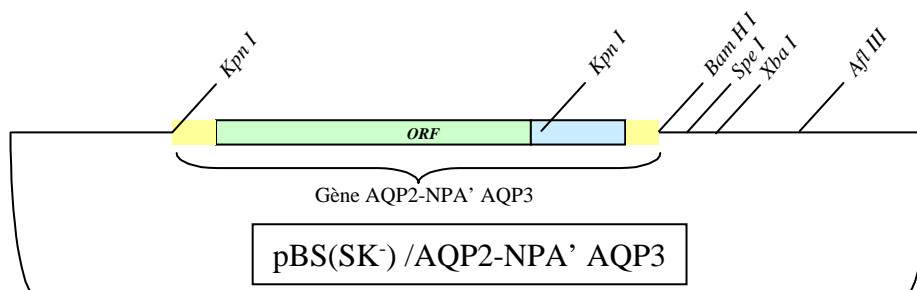 Kpn I
Kpn I
Bam H I
Spe I
Xba I
Afl III
ORF
Gène AQP2-NPA’ AQP3
pBS(SK-) /AQP2-NPA’ AQP3